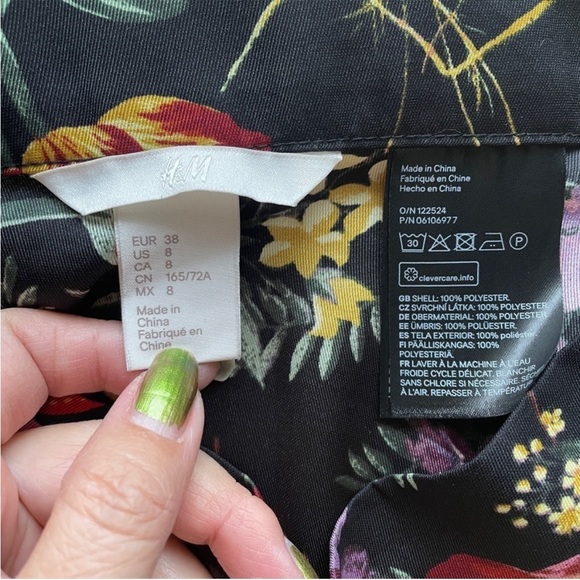 H&M
EUR 38
US 8
CA 8
CN 165/72A
MX 8
Made in
China
Fabriqué en
Chine
Made in China
Fabriqué en Chine
Hecho en China
O/N 122524
P/N 06106977
30
P
clevercare.info
GB SHELL: 100% POLYESTER.
CZ SVRCHNÍ LÁTKA: 100% POLYESTER.
DE OBERMATERIAL: 100% POLYESTER
EE ÜMBRIS: 100% POLÜESTER.
ES TELA EXTERIOR: 100% poliéster
FI PÄÄLLISKANGAS: 100%
POLYESTERIÄ.
FR LAVER À LA MACHINE À L'EAU
FROIDE CYCLE DÉLICAT. BLANCHIR
SANS CHLORE SI NÉCESSAIRE.
À L'AIR. REPASSER À TEMPÉRATURE